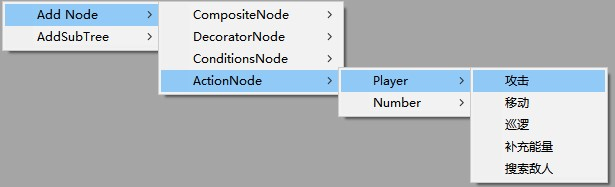 Add Node
AddSubTree
CompositeNode
DecoratorNode
ConditionsNode
ActionNode
Player
Number
攻击
移动
巡逻
补充能量
搜索敌人